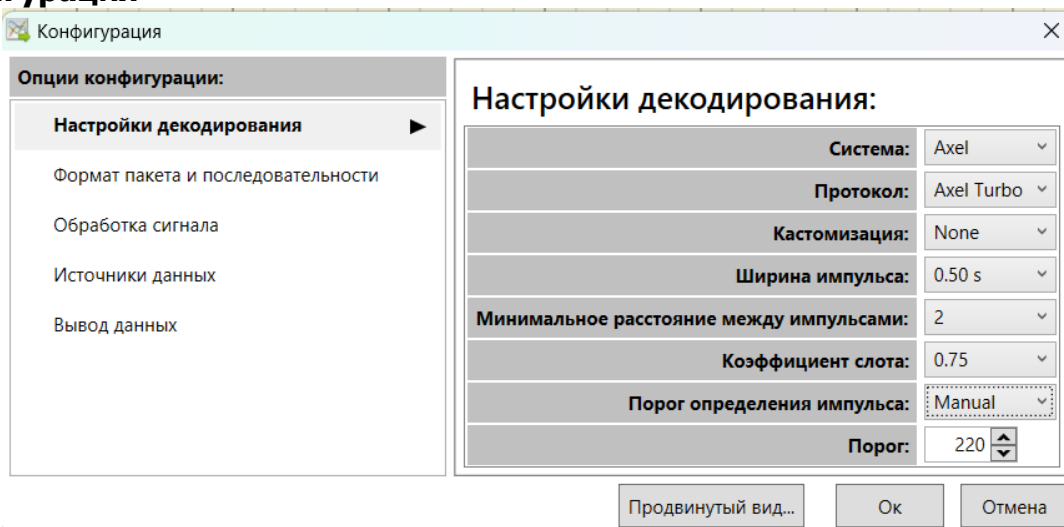 Конфигурация
Опции конфигурации:
Настройки декодирования
Формат пакета и последовательности
Обработка сигнала
Источники данных
Вывод данных
Настройки декодирования:
Система: Axel
Протокол: Axel Turbo
Кастомизация: None
Ширина импульса: 0.50 s
Минимальное расстояние между импульсами: 2
Коэффициент слота: 0.75
Порог определения импульса: Manual
Порог: 220
Продвинутый вид... Ок Отмена